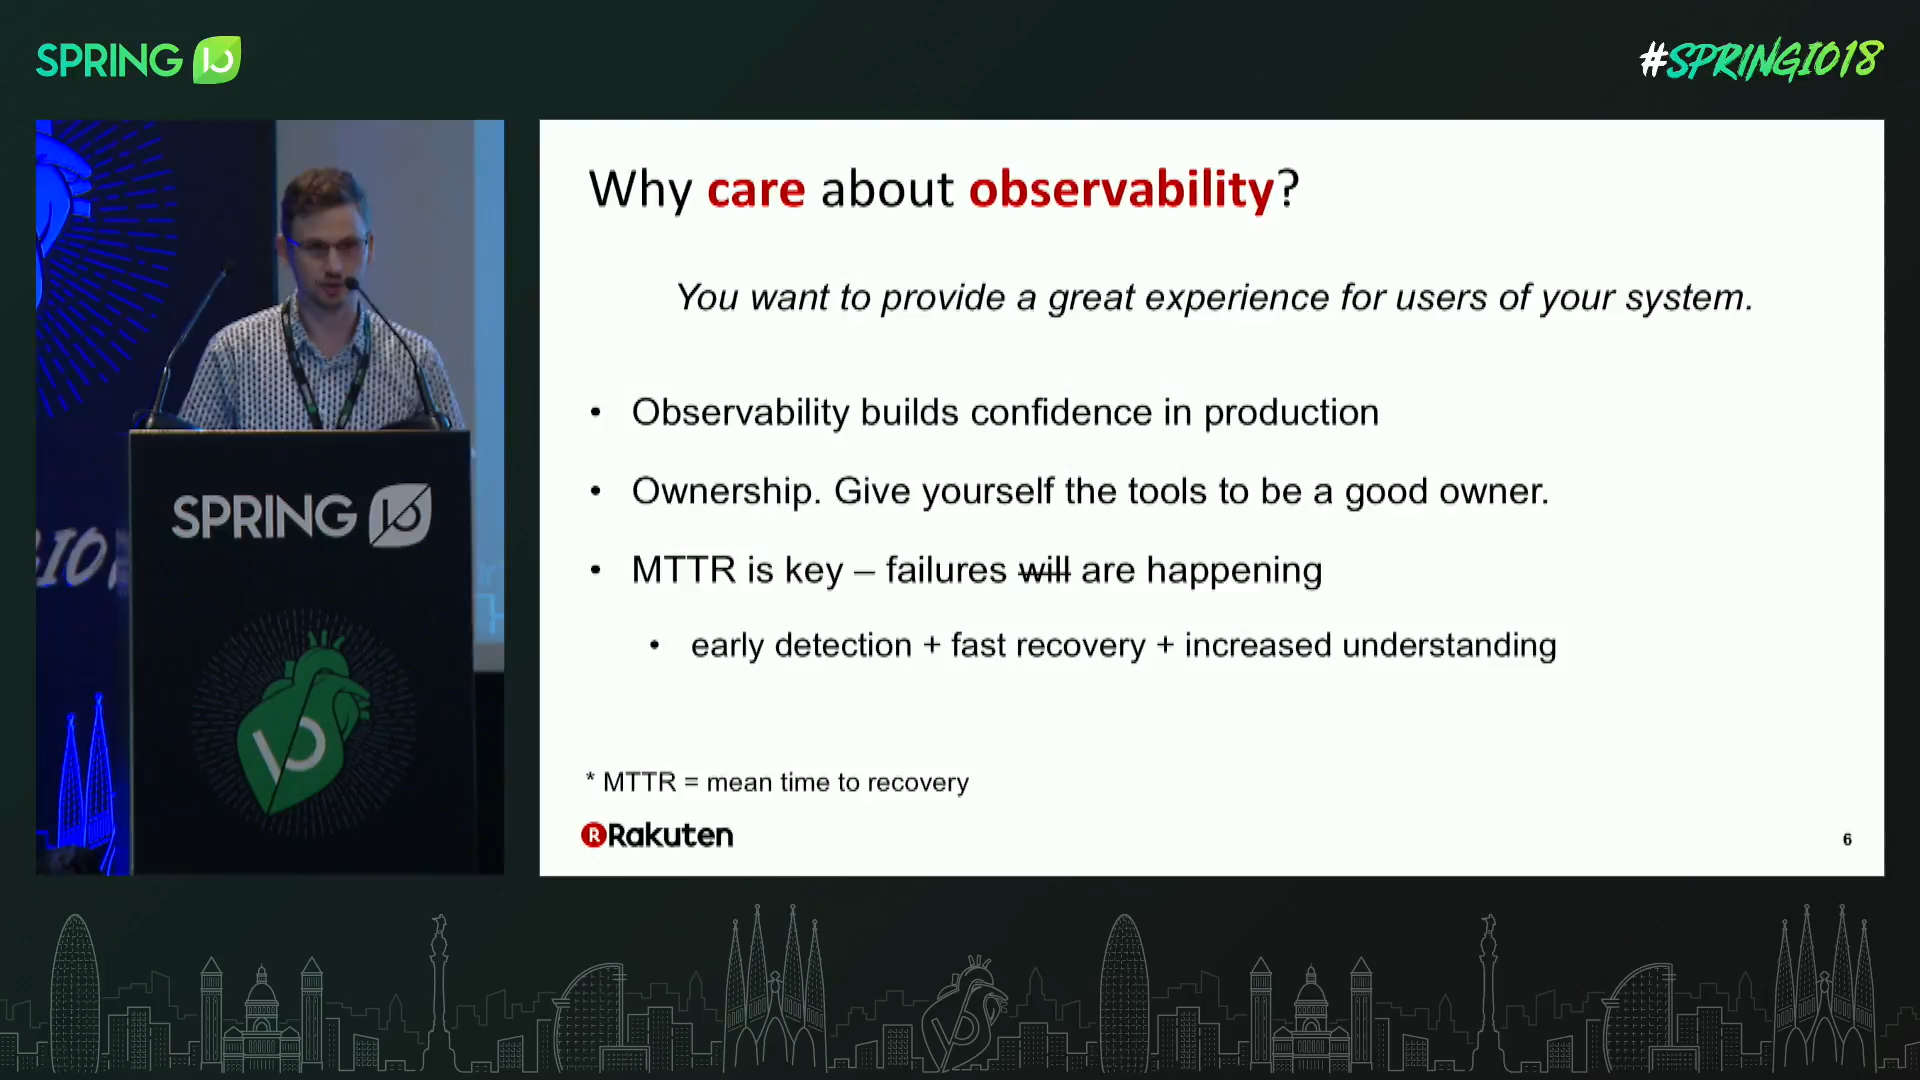 SPRING IO
#SPRINGIO18
Why care about observability?
You want to provide a great experience for users of your system.
• Observability builds confidence in production
• Ownership. Give yourself the tools to be a good owner.
• MTTR is key – failures will are happening
• early detection + fast recovery + increased understanding
* MTTR = mean time to recovery
R Rakuten
6
SPRING IO
GIO
IO